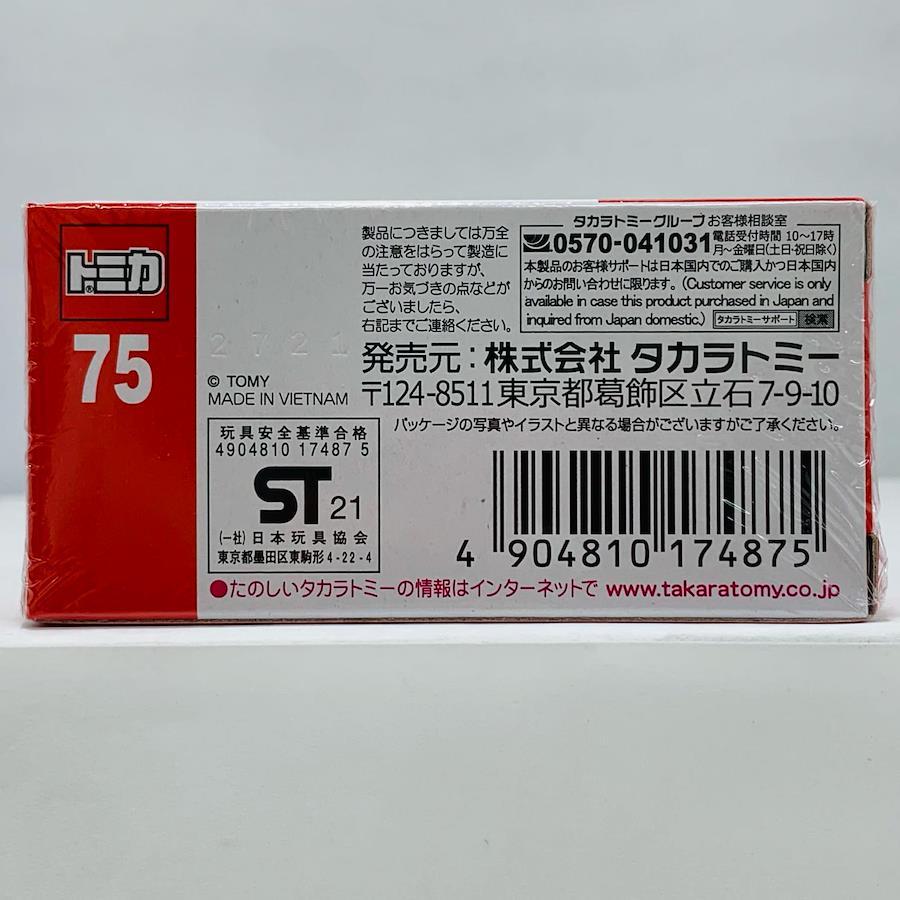 トミカ
®
75
製品につきましては万全
の注意をはらって製造に
当たっておりますが、
万一お気づきの点などが
ございましたら、
右記までご連絡ください。
タカラトミーグループ お客様相談室
0570-041031 電話受付時間 10〜17時
月〜金曜日(土日・祝日除く)
本製品のお客様サポートは日本国内でのご購入かつ日本国内
からのお問い合わせに限ります。(Customer service is only
available in case this product purchased in Japan and
inquired from Japan domestic.) タカラトミーサポート 検索
2721
発売元:株式会社 タカラトミー
〒124-8511 東京都葛飾区立石7-9-10
© TOMY
MADE IN VIETNAM
パッケージの写真やイラストと異なる場合がございますがご了承ください。
玩具安全基準合格
4904810 17487 5
ST 21
(一社)日本玩具協会
東京都墨田区東駒形4-22-4
4 904810 174875
●たのしいタカラトミーの情報はインターネットで www.takaratomy.co.jp